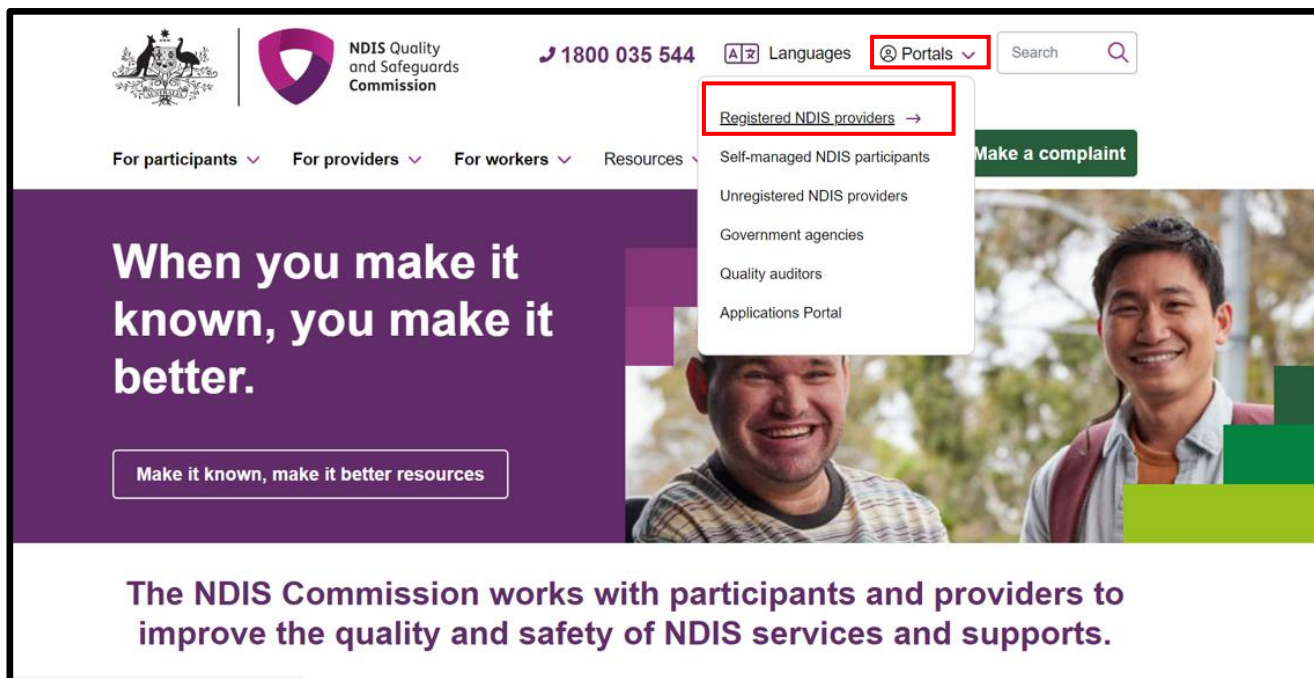 NDIS Quality
and Safeguards
Commission
1800 035 544
Languages
Portals
Search
Registered NDIS providers →
Self-managed NDIS participants
Unregistered NDIS providers
Government agencies
Quality auditors
Applications Portal
For participants
For providers
For workers
Resources
Make a complaint
When you make it
known, you make it
better.
Make it known, make it better resources
The NDIS Commission works with participants and providers to
improve the quality and safety of NDIS services and supports.